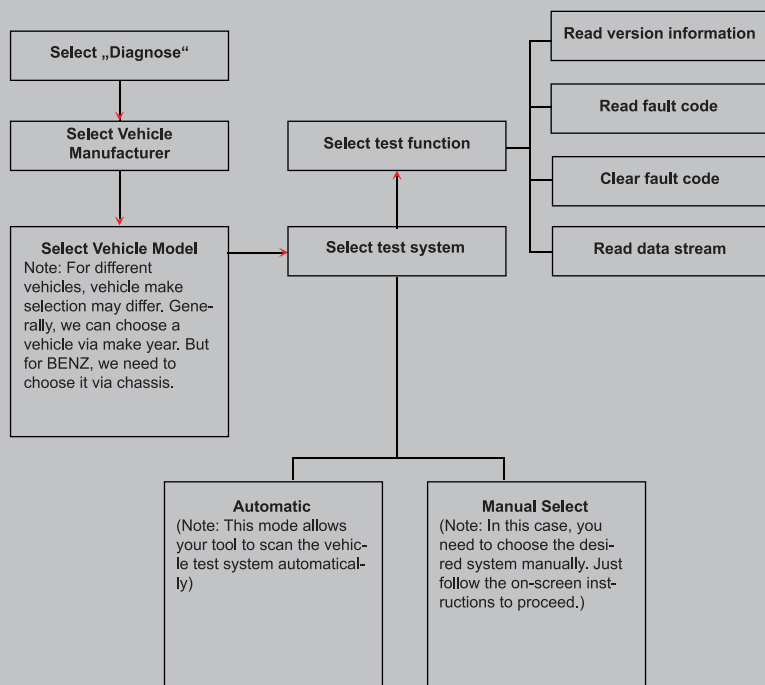 Select „Diagnose“
Select Vehicle
Manufacturer
Select Vehicle Model
Note: For different
vehicles, vehicle make
selection may differ. Gene-
rally, we can choose a
vehicle via make year. But
for BENZ, we need to
choose it via chassis.
Select test system
Select test function
Read version information
Read fault code
Clear fault code
Read data stream
Automatic
(Note: This mode allows
your tool to scan the vehic-
le test system automatical-
ly)
Manual Select
(Note: In this case, you
need to choose the desi-
red system manually. Just
follow the on-screen inst-
ructions to proceed.)